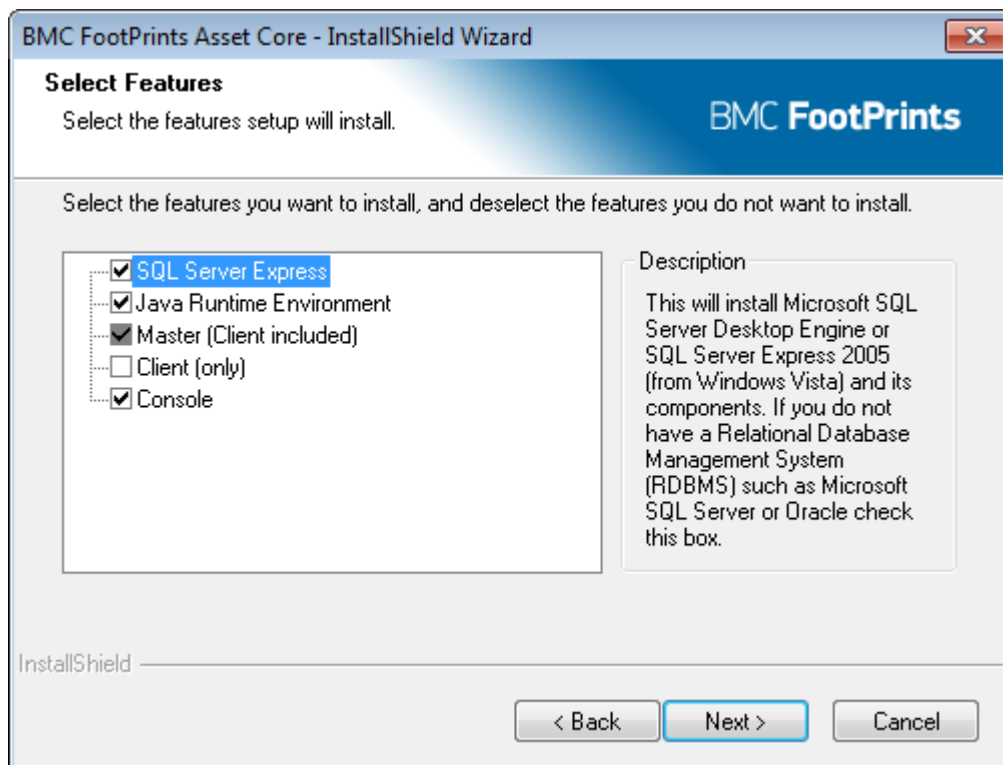 BMC FootPrints Asset Core - InstallShield Wizard
Select Features
Select the features setup will install.
BMC FootPrints
Select the features you want to install, and deselect the features you do not want to install.
SQL Server Express
Java Runtime Environment
Master (Client included)
Client (only)
Console
Description
This will install Microsoft SQL
Server Desktop Engine or
SQL Server Express 2005
(from Windows Vista) and its
components. If you do not
have a Relational Database
Management System
(RDBMS) such as Microsoft
SQL Server or Oracle check
this box.
InstallShield
< Back
Next >
Cancel